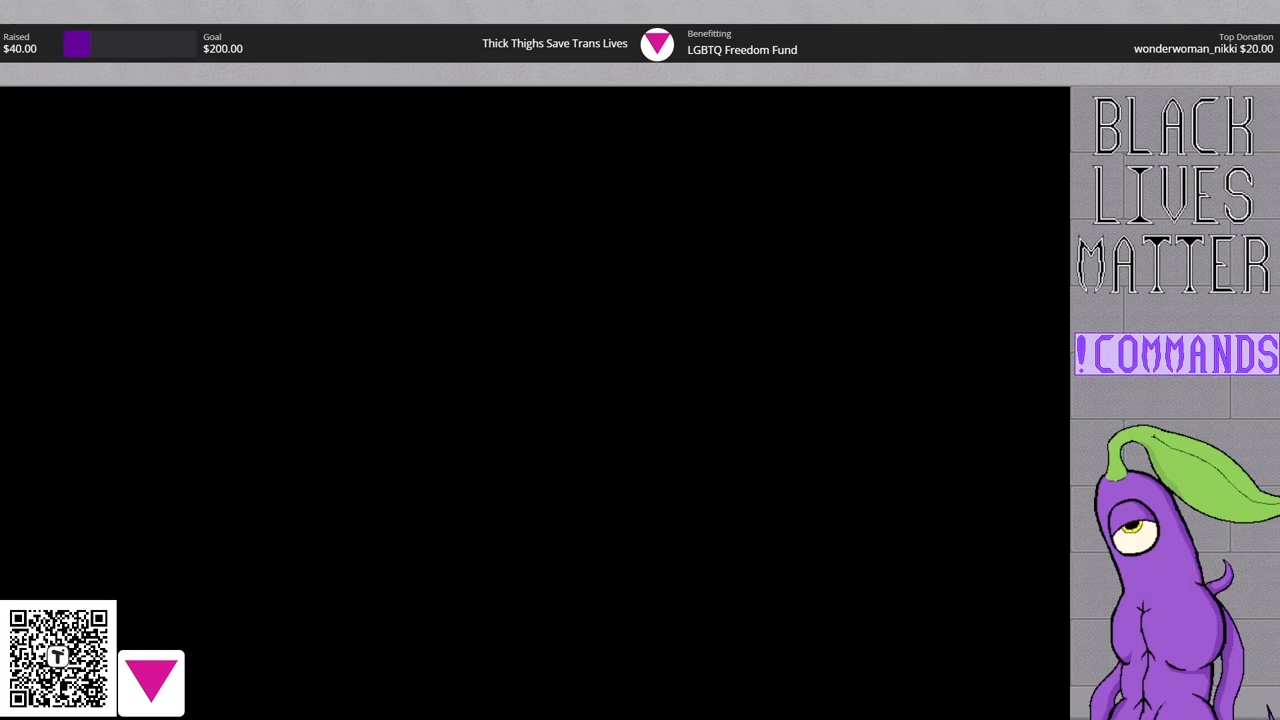 Raised
$40.00
Goal
$200.00
Thick Thighs Save Trans Lives
Benefitting
LGBTQ Freedom Fund
Top Donation
wonderwoman_nikki $20.00
BLACK
LIVES
MATTER
!COMMANDS
T